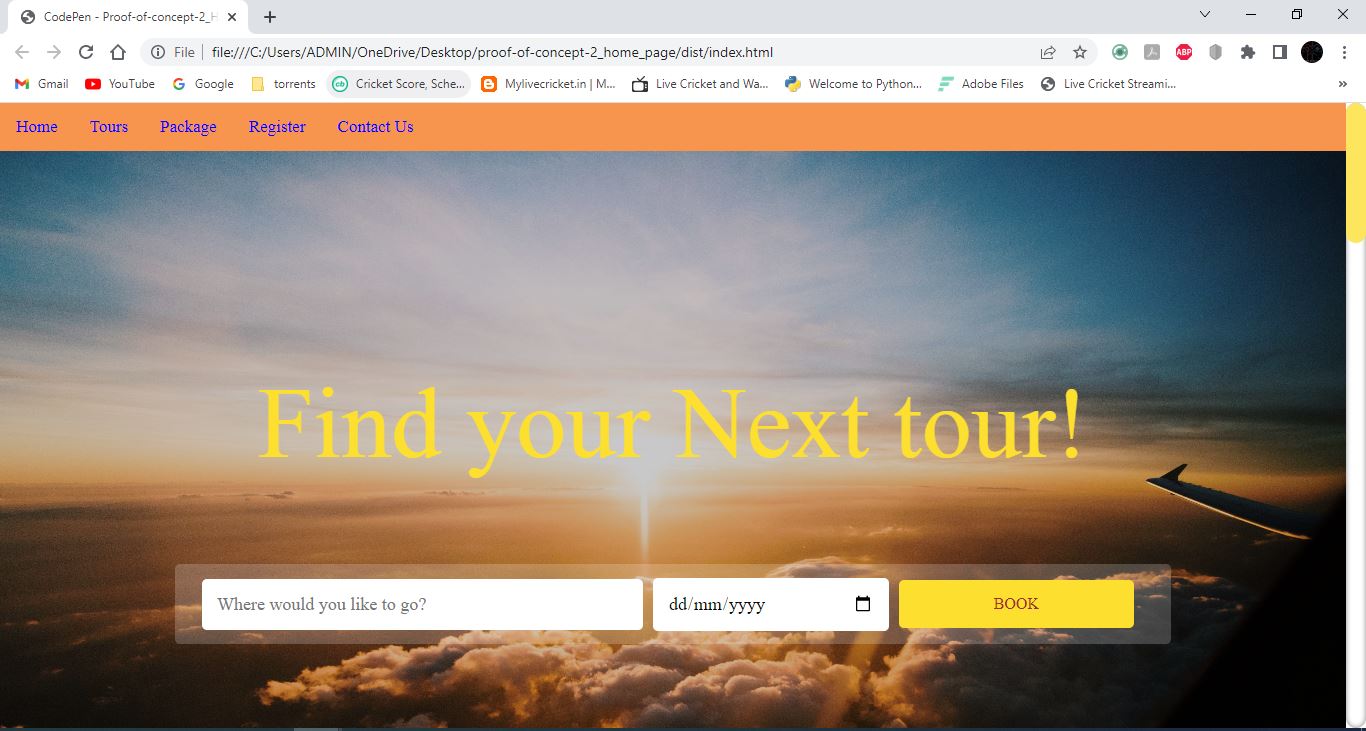 CodePen - Proof-of-concept-2_H
File file:///C:/Users/ADMIN/OneDrive/Desktop/proof-of-concept-2_home_page/dist/index.html
ABP
Gmail YouTube Google torrents cb Cricket Score, Sche... Mylivecricket.in | M... Live Cricket and Wa... Welcome to Python... Adobe Files Live Cricket Streami... »
Home Tours Package Register Contact Us
Find your Next tour!
Where would you like to go? dd/mm/yyyy BOOK